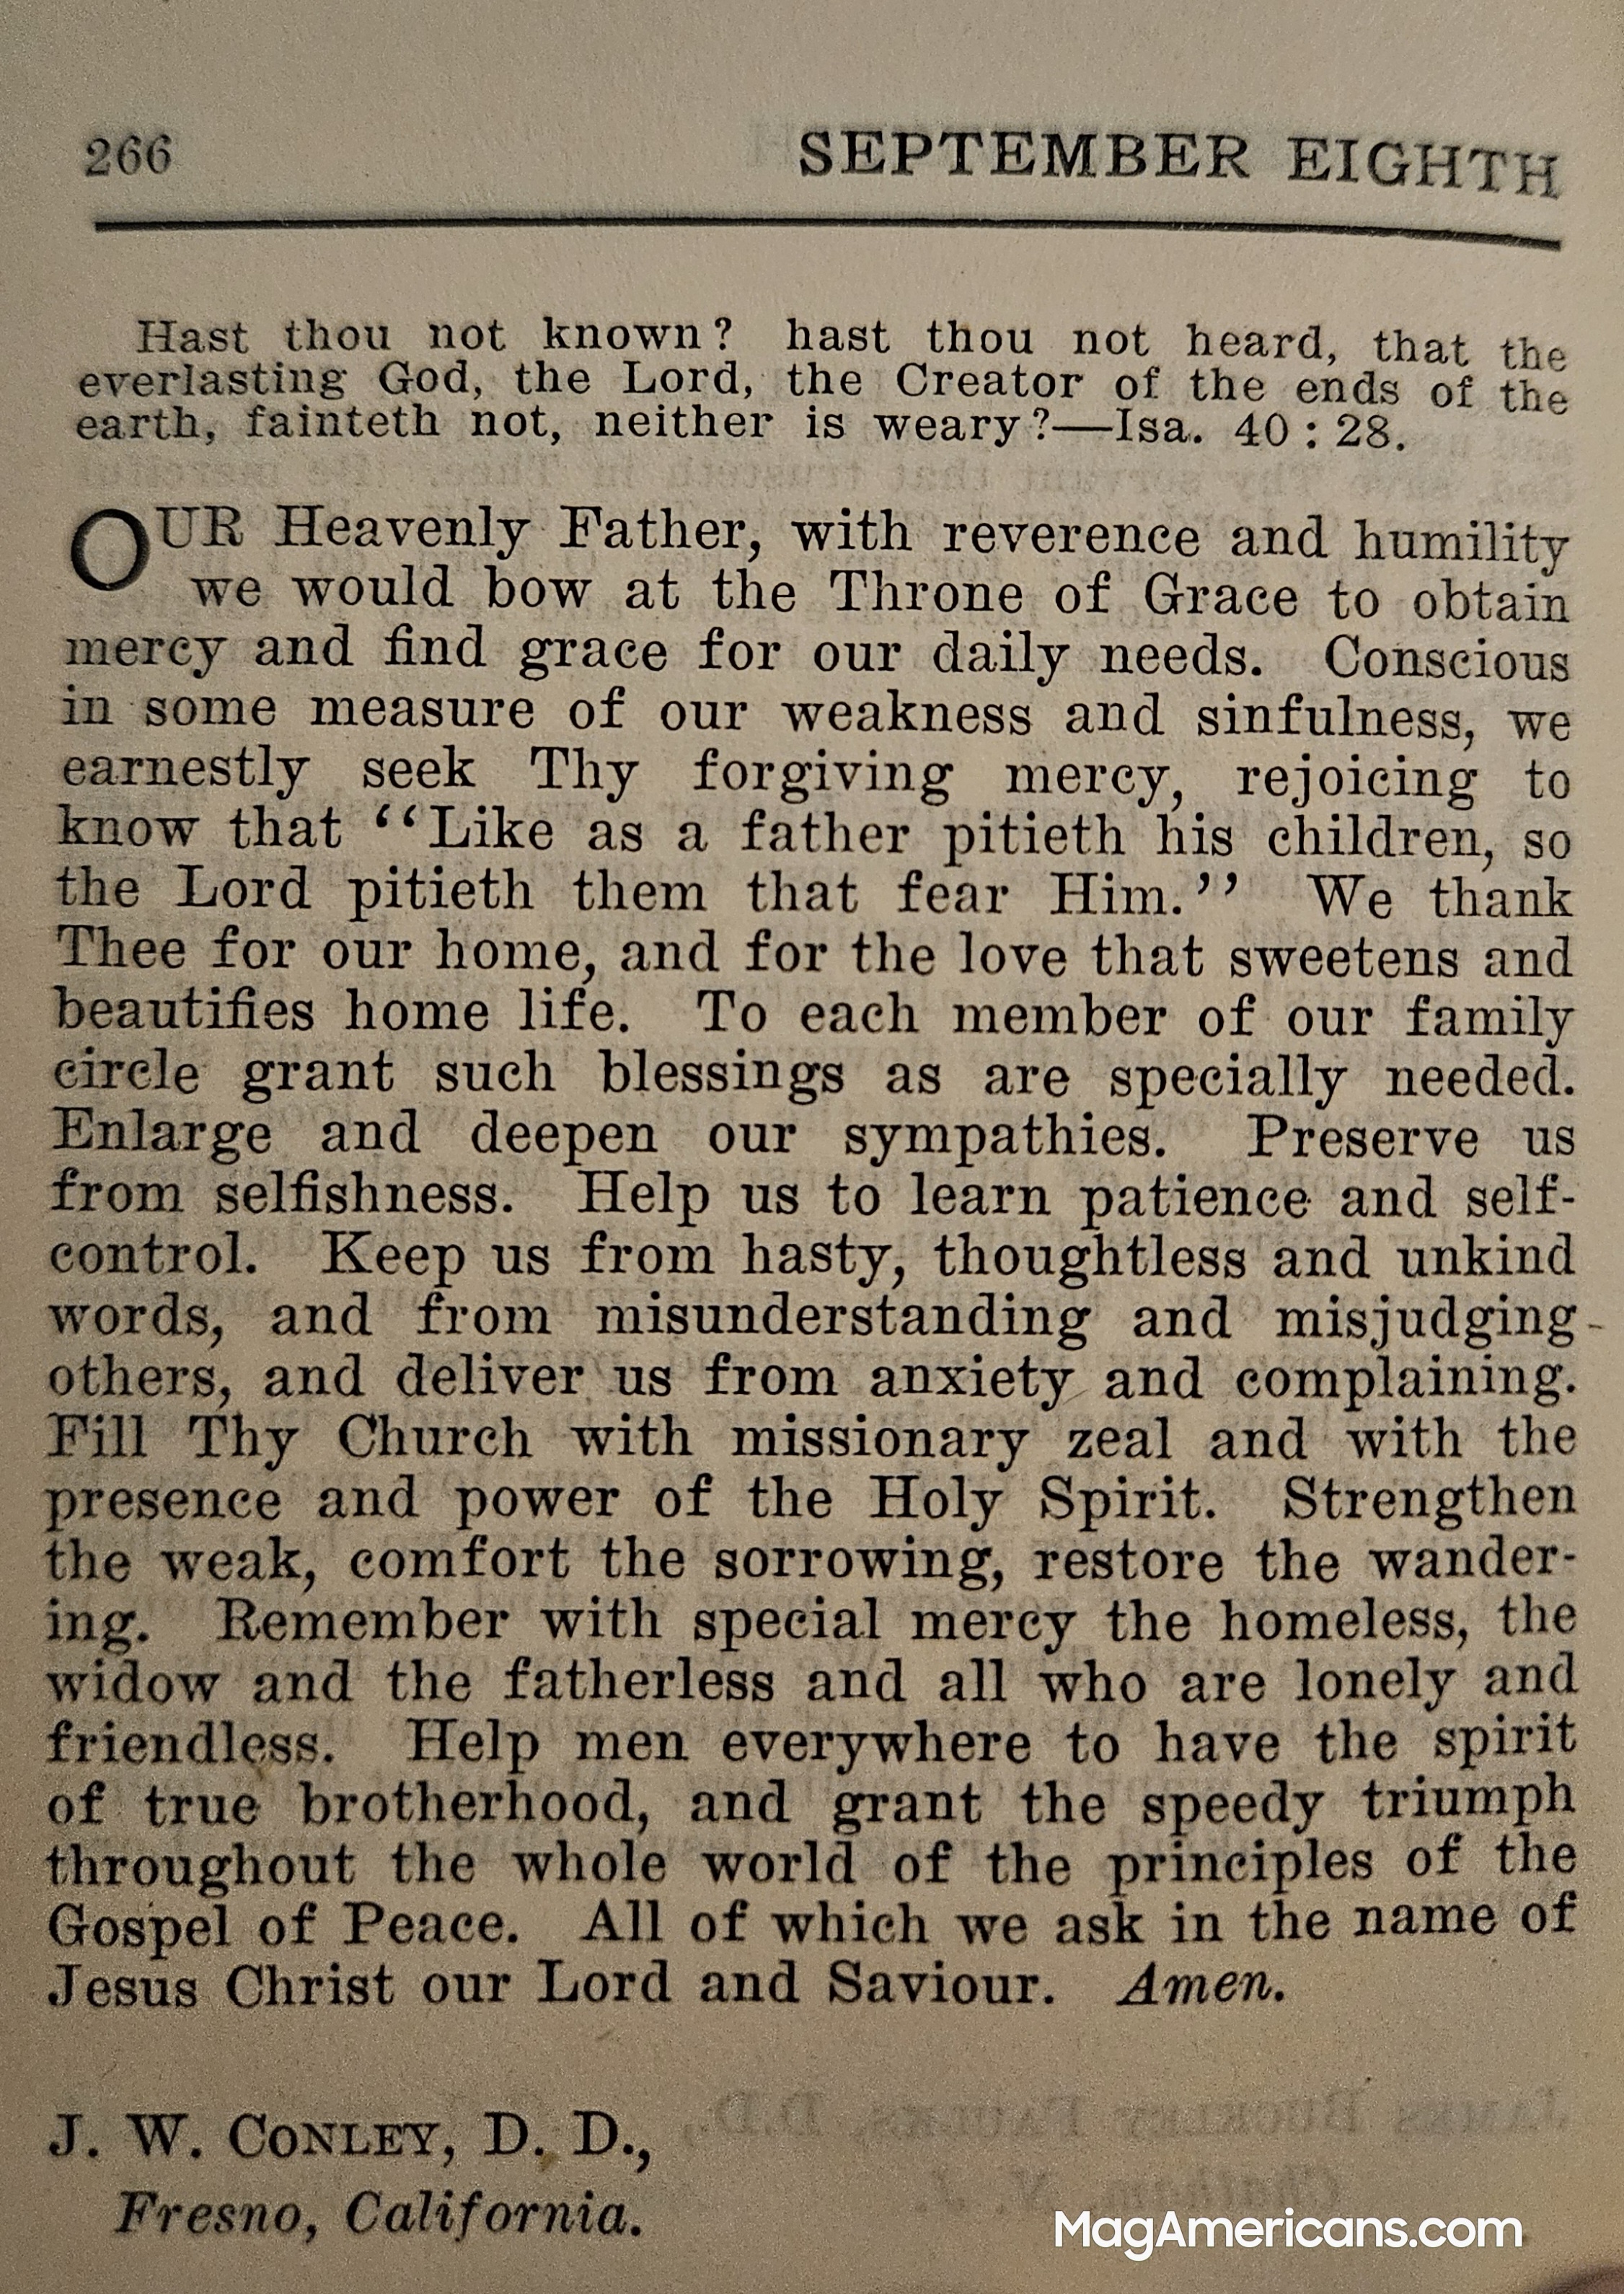 266 SEPTEMBER EIGHTH
Hast thou not known? hast thou not heard, that the
everlasting God, the Lord, the Creator of the ends of the
earth, fainteth not, neither is weary?—Isa. 40:28.
OUR Heavenly Father, with reverence and humility
we would bow at the Throne of Grace to obtain
mercy and find grace for our daily needs. Conscious
in some measure of our weakness and sinfulness, we
earnestly seek Thy forgiving mercy, rejoicing to
know that “Like as a father pitieth his children, so
the Lord pitieth them that fear Him.” We thank
Thee for our home, and for the love that sweetens and
beautifies home life. To each member of our family
circle grant such blessings as are specially needed.
Enlarge and deepen our sympathies. Preserve us
from selfishness. Help us to learn patience and self-
control. Keep us from hasty, thoughtless and unkind
words, and from misunderstanding and misjudging
others, and deliver us from anxiety and complaining.
Fill Thy Church with missionary zeal and with the
presence and power of the Holy Spirit. Strengthen
the weak, comfort the sorrowing, restore the wander-
ing. Remember with special mercy the homeless, the
widow and the fatherless and all who are lonely and
friendless. Help men everywhere to have the spirit
of true brotherhood, and grant the speedy triumph
throughout the whole world of the principles of the
Gospel of Peace. All of which we ask in the name of
Jesus Christ our Lord and Saviour. Amen.
J. W. CONLEY, D. D.,
Fresno, California.
MagAmericans.com